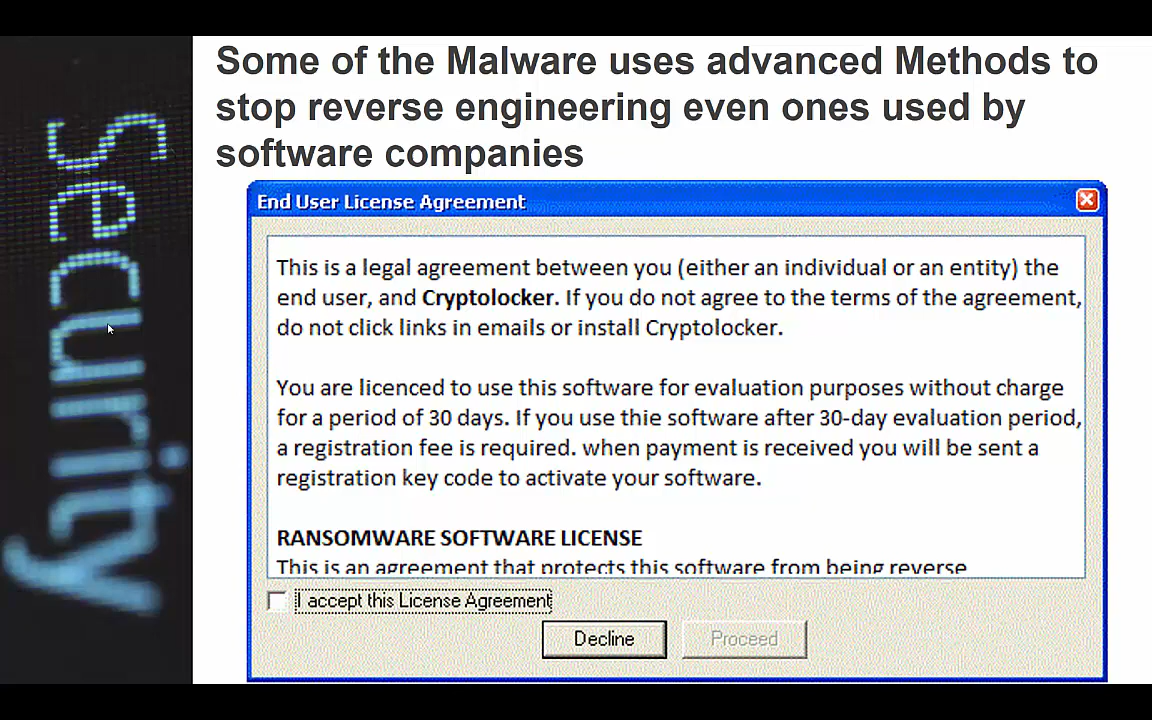 Security
Some of the Malware uses advanced Methods to
stop reverse engineering even ones used by
software companies
End User License Agreement
This is a legal agreement between you (either an individual or an entity) the
end user, and Cryptolocker. If you do not agree to the terms of the agreement,
do not click links in emails or install Cryptolocker.
You are licenced to use this software for evaluation purposes without charge
for a period of 30 days. If you use thie software after 30-day evaluation period,
a registration fee is required. when payment is received you will be sent a
registration key code to activate your software.
RANSOMWARE SOFTWARE LICENSE
This is an agreement that protects this software from being reverse
I accept this License Agreement
Decline
Proceed